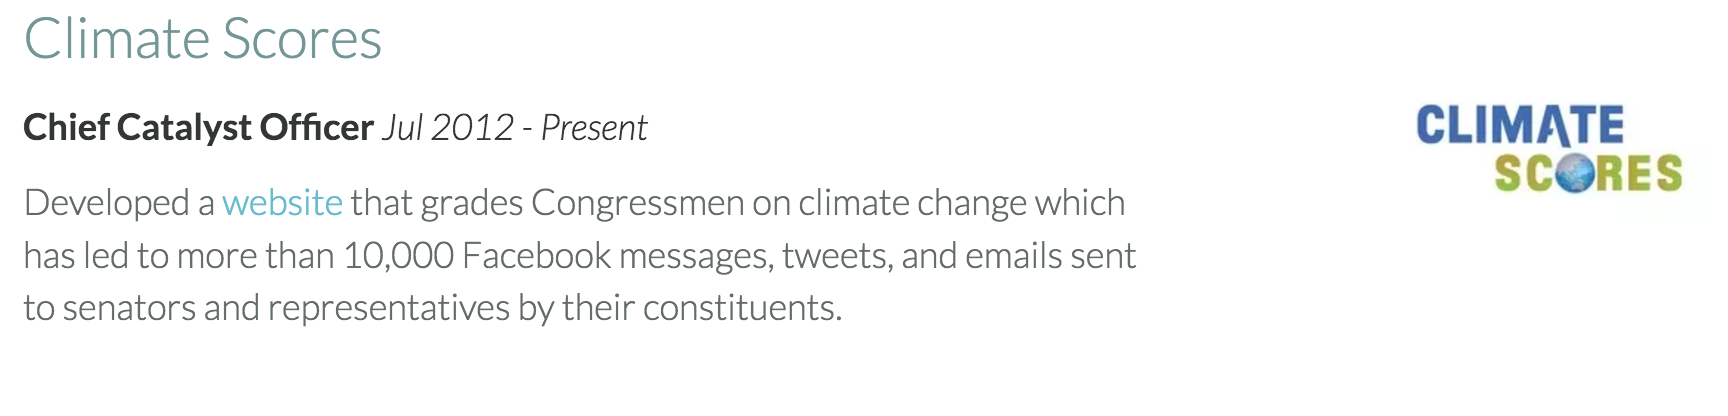 Climate Scores
Chief Catalyst Officer Jul 2012 - Present
CLIMATE
SCORES
Developed a website that grades Congressmen on climate change which
has led to more than 10,000 Facebook messages, tweets, and emails sent
to senators and representatives by their constituents.